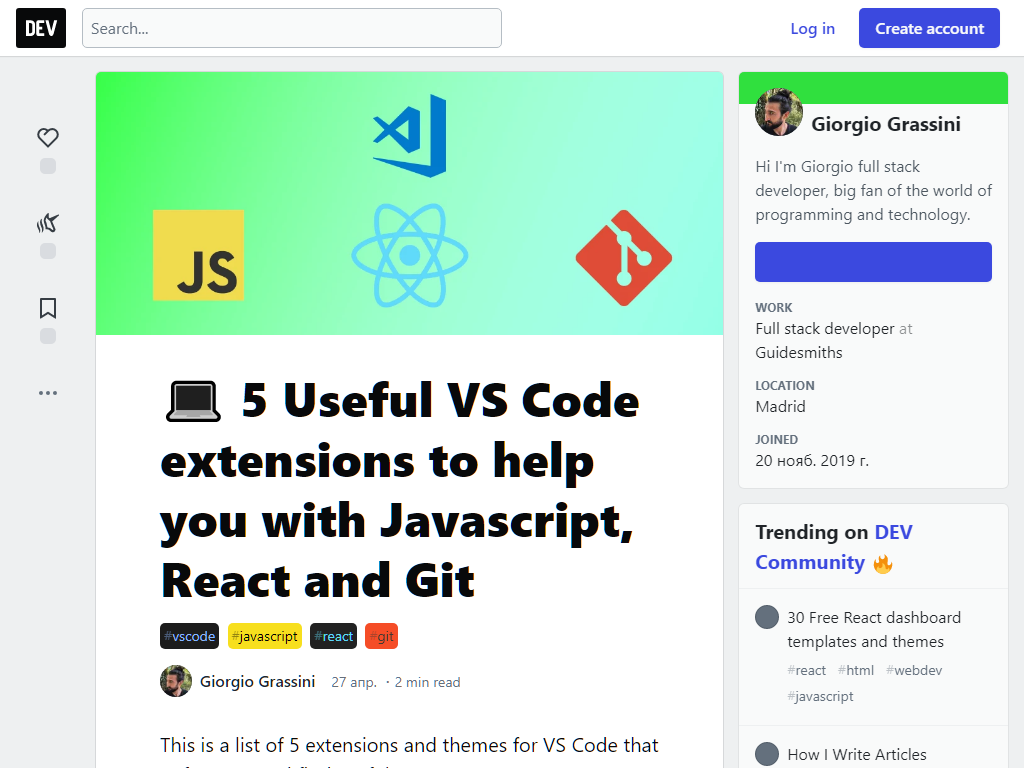 DEV
Search...
Log in
Create account
JS
5 Useful VS Code
extensions to help
you with Javascript,
React and Git
#vscode #javascript #react #git
Giorgio Grassini 27 апр. · 2 min read
This is a list of 5 extensions and themes for VS Code that
Giorgio Grassini
Hi I'm Giorgio full stack
developer, big fan of the world of
programming and technology.
WORK
Full stack developer at
Guidesmiths
LOCATION
Madrid
JOINED
20 нояб. 2019 г.
Trending on DEV
Community 🔥
30 Free React dashboard
templates and themes
#react #html #webdev
#javascript
How I Write Articles